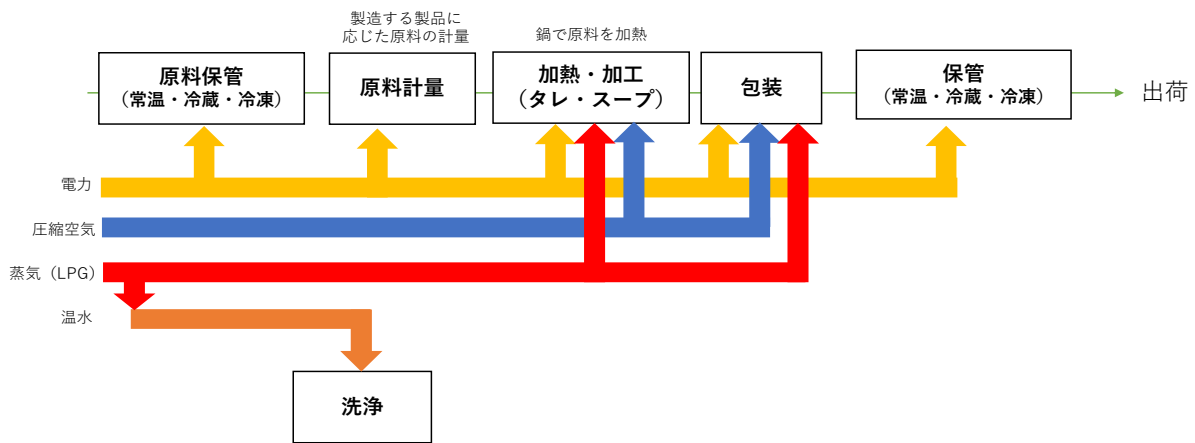 製造する製品に
応じた原料の計量
鍋で原料を加熱
原料保管
（常温・冷蔵・冷凍）
原料計量
加熱・加工
（タレ・スープ）
包装
保管
（常温・冷蔵・冷凍）
出荷
電力
圧縮空気
蒸気（LPG）
温水
洗浄